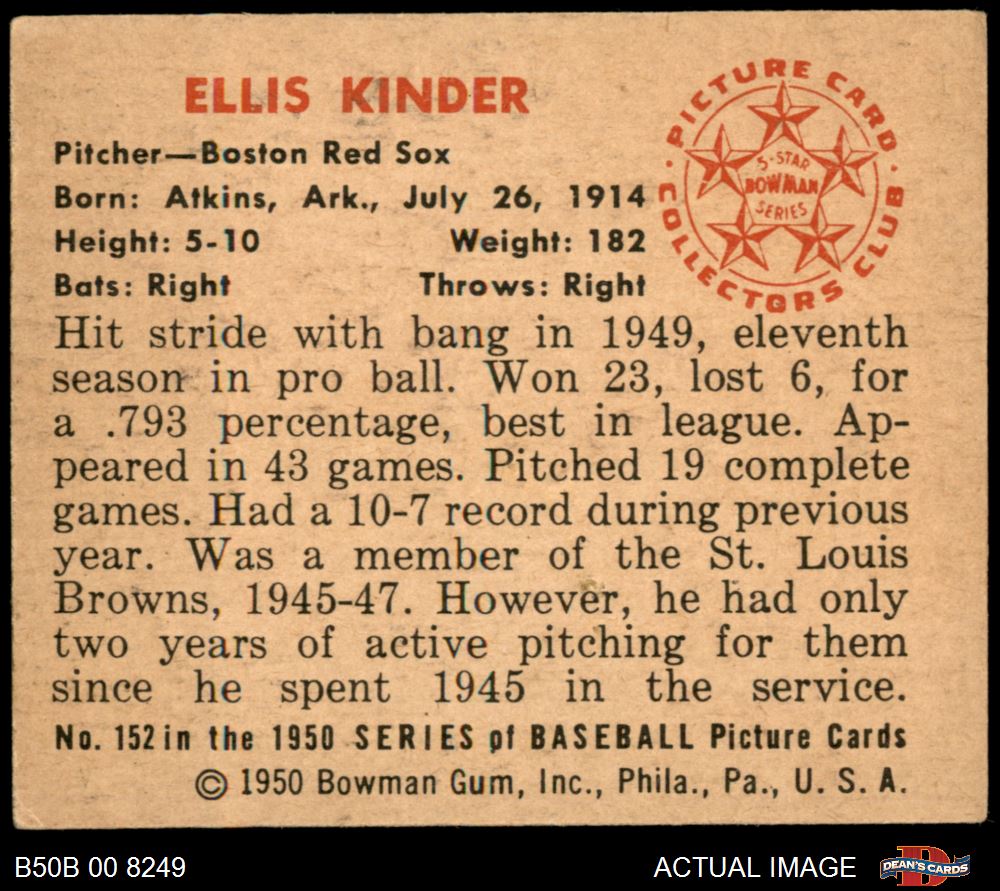 ELLIS KINDER
Pitcher—Boston Red Sox
Born: Atkins, Ark., July 26, 1914
Height: 5-10 Weight: 182
Bats: Right Throws: Right
PICTURE CARD
COLLECTORS CLUB
5-STAR
BOWMAN
SERIES
Hit stride with bang in 1949, eleventh
season in pro ball. Won 23, lost 6, for
a .793 percentage, best in league. Ap-
peared in 43 games. Pitched 19 complete
games. Had a 10-7 record during previous
year. Was a member of the St. Louis
Browns, 1945-47. However, he had only
two years of active pitching for them
since he spent 1945 in the service.
No. 152 in the 1950 SERIES of BASEBALL Picture Cards
© 1950 Bowman Gum, Inc., Phila., Pa., U. S. A.
B50B 00 8249
ACTUAL IMAGE
D
DEAN'S CARDS